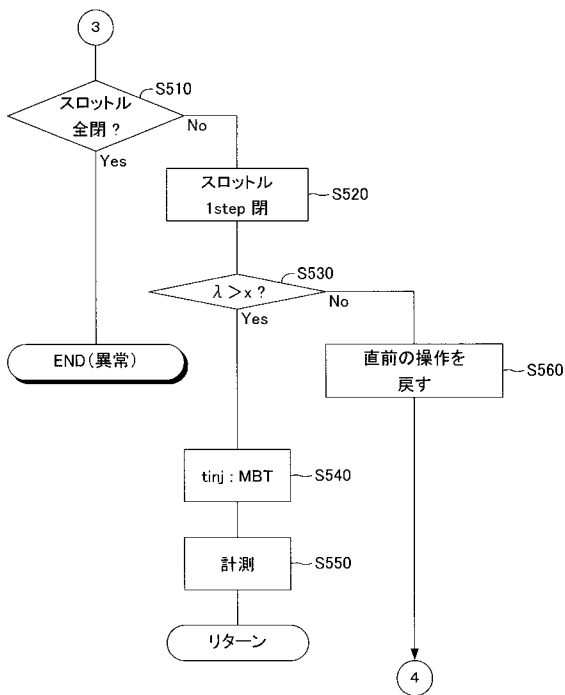 3
S510
スロットル
全閉?
No
Yes
スロットル
1step 閉
S520
S530
λ>x?
No
Yes
END(異常)
直前の操作を
戻す
S560
tinj : MBT
S540
計測
S550
リターン
4